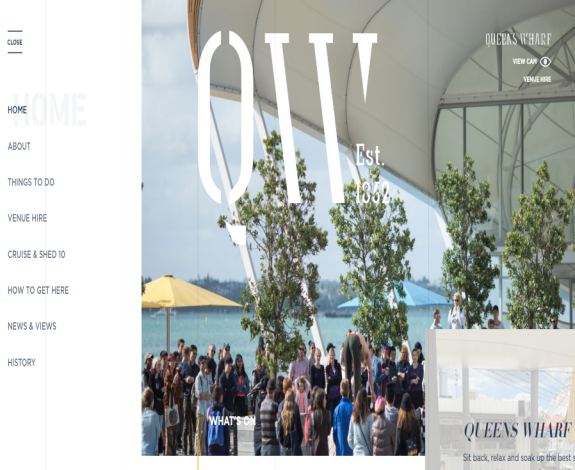 CLOSE
HOME
HOME
ABOUT
THINGS TO DO
VENUE HIRE
CRUISE & SHED 10
HOW TO GET HERE
NEWS & VIEWS
HISTORY
QW
Est.
1852
QUEENS WHARF
VIEW CAM
VENUE HIRE
WHAT'S ON
QUEENS WHARF
Sit back, relax and soak up the best s